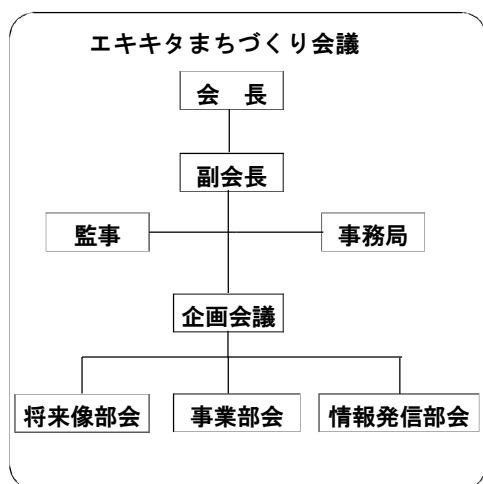 エキキタまちづくり会議
会　長
副会長
監事
事務局
企画会議
将来像部会
事業部会
情報発信部会